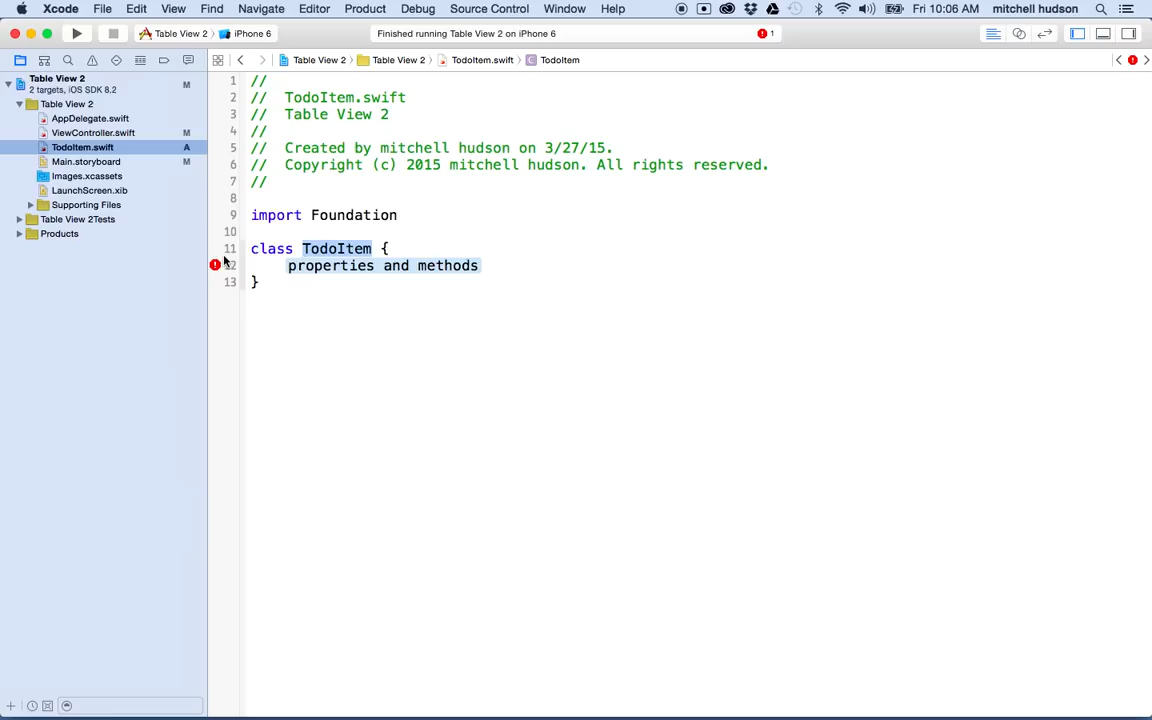 Xcode File Edit View Find Navigate Editor Product Debug Source Control Window Help Fri 10:06 AM mitchell hudson
Table View 2 iPhone 6 Finished running Table View 2 on iPhone 6 1
Table View 2 Table View 2 TodoItem.swift C TodoItem
Table View 2 M
2 targets, iOS SDK 8.2
Table View 2
AppDelegate.swift
ViewController.swift M
TodoItem.swift A
Main.storyboard M
Images.xcassets
LaunchScreen.xib
Supporting Files
Table View 2Tests
Products
1 //
2 // TodoItem.swift
3 // Table View 2
4 //
5 // Created by mitchell hudson on 3/27/15.
6 // Copyright (c) 2015 mitchell hudson. All rights reserved.
7 //
8
9 import Foundation
10
11 class TodoItem {
12 properties and methods
13 }